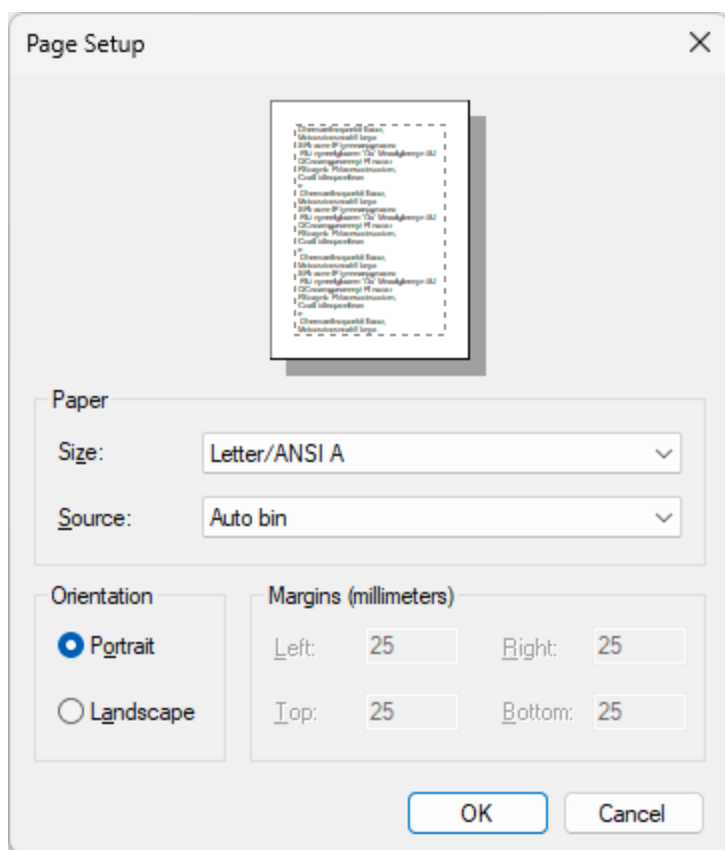 Page Setup
Paper
Size: Letter/ANSI A
Source: Auto bin
Orientation
Margins (millimeters)
Portrait
Left: 25 Right: 25
Landscape
Top: 25 Bottom: 25
OK Cancel